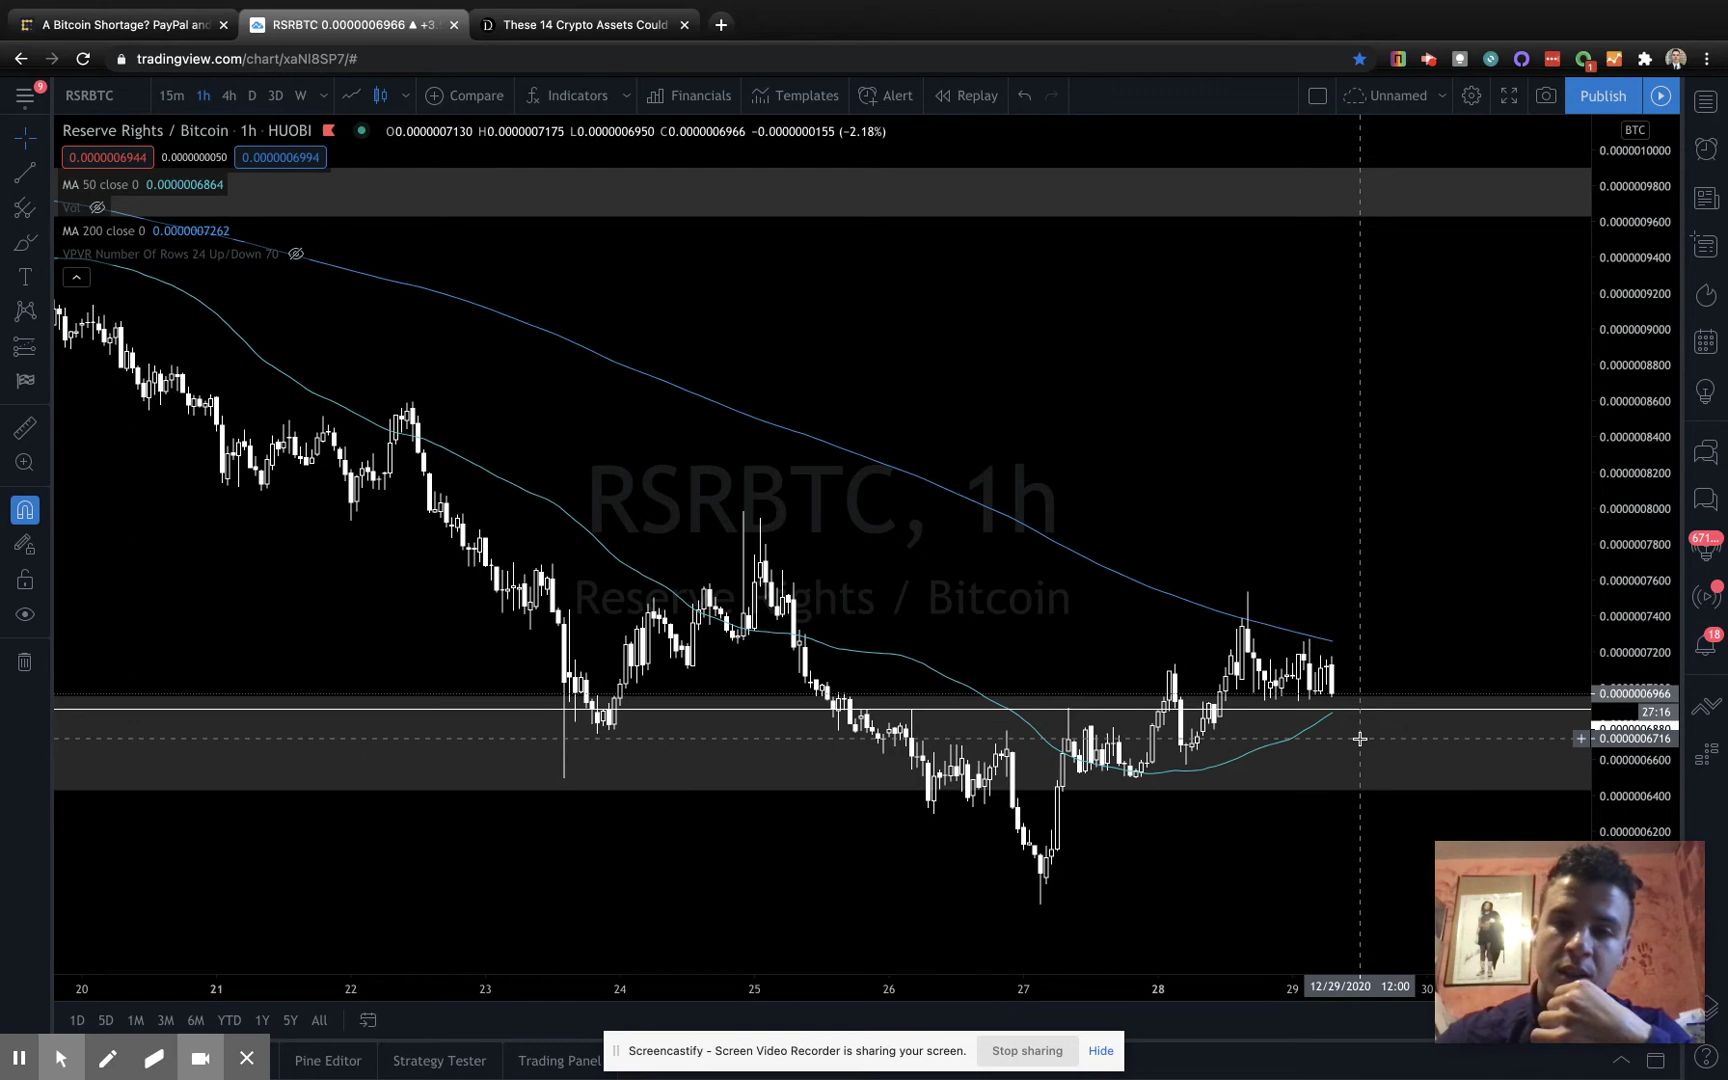 A Bitcoin Shortage? PayPal and
RSRBTC 0.0000006966 ▲ +3.
These 14 Crypto Assets Could
tradingview.com/chart/xaNl8SP7/#
1
9
RSRBTC 15m 1h 4h D 3D W Compare Indicators Financials Templates Alert Replay Unnamed Publish
Reserve Rights / Bitcoin · 1h · HUOBI O0.0000007130 H0.0000007175 L0.0000006950 C0.0000006966 −0.0000000155 (−2.18%)
BTC
0.0000006944 0.0000000050 0.0000006994
MA 50 close 0 0.0000006864
Vol
MA 200 close 0 0.0000007262
VPVR Number Of Rows 24 Up/Down 70
RSRBTC, 1h
Reserve Rights / Bitcoin
0.0000010000
0.0000009800
0.0000009600
0.0000009400
0.0000009200
0.0000009000
0.0000008800
0.0000008600
0.0000008400
0.0000008200
0.0000008000
0.0000007800
0.0000007600
0.0000007400
0.0000007200
0.0000006966
27:16
0.0000006880
0.0000006716
0.0000006600
0.0000006400
0.0000006200
671...
18
20 21 22 23 24 25 26 27 28 29 12/29/2020 12:00 30
1D 5D 1M 3M 6M YTD 1Y 5Y All
Pine Editor Strategy Tester Trading Panel
Screencastify - Screen Video Recorder is sharing your screen. Stop sharing Hide